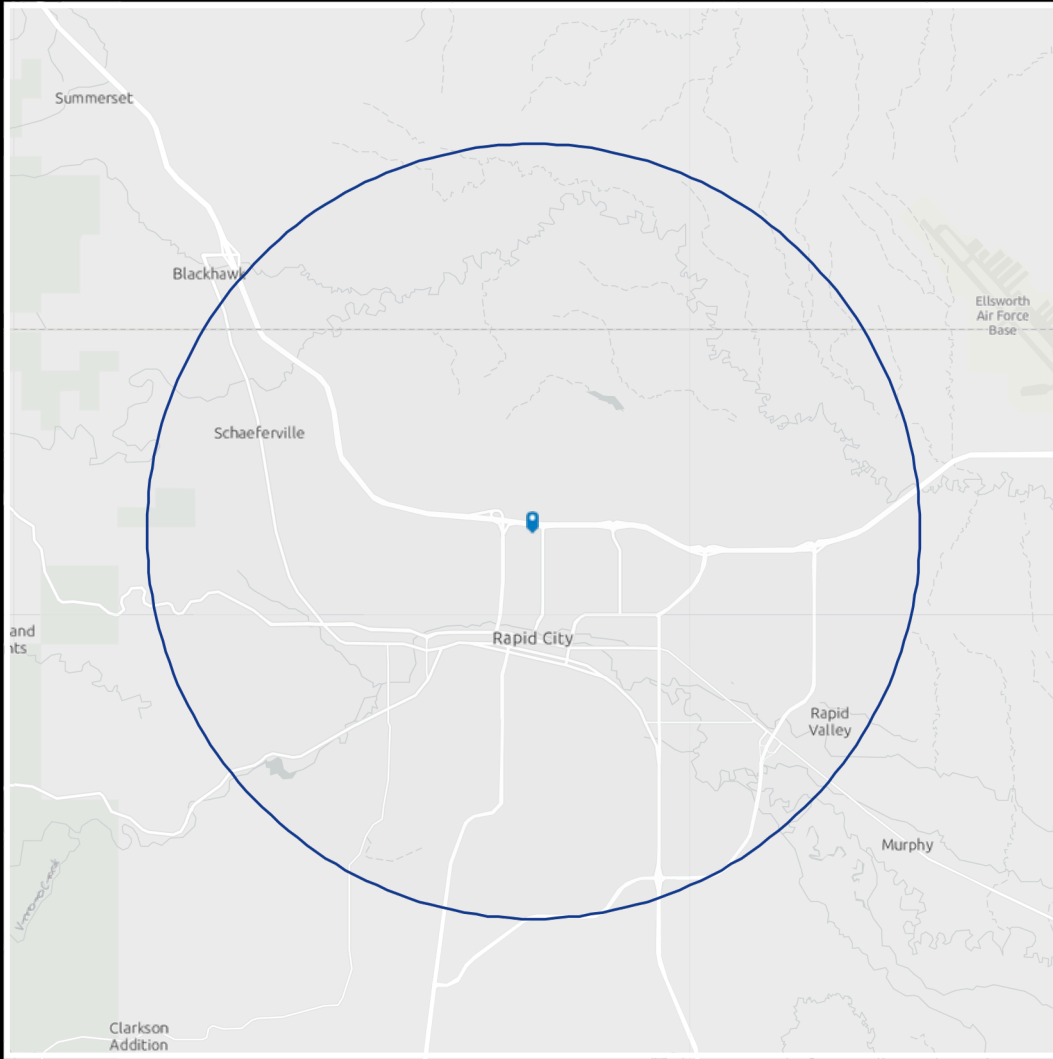 Summerset
Blackhawk
Ellsworth
Air Force
Base
Schaeferville
and
nts
Rapid City
Rapid
Valley
Murphy
Clarkson
Addition